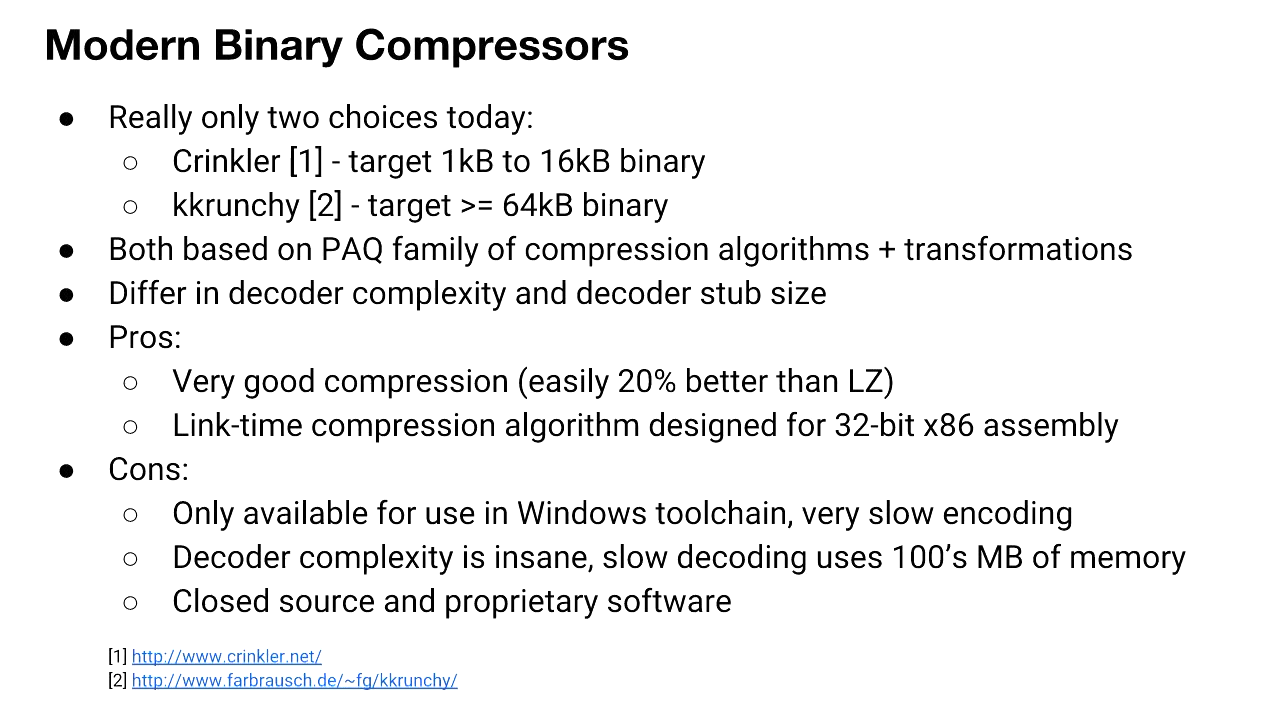 Modern Binary Compressors
● Really only two choices today:
○ Crinkler [1] - target 1kB to 16kB binary
○ kkrunchy [2] - target >= 64kB binary
● Both based on PAQ family of compression algorithms + transformations
● Differ in decoder complexity and decoder stub size
● Pros:
○ Very good compression (easily 20% better than LZ)
○ Link-time compression algorithm designed for 32-bit x86 assembly
● Cons:
○ Only available for use in Windows toolchain, very slow encoding
○ Decoder complexity is insane, slow decoding uses 100’s MB of memory
○ Closed source and proprietary software
[1] http://www.crinkler.net/
[2] http://www.farbrausch.de/~fg/kkrunchy/